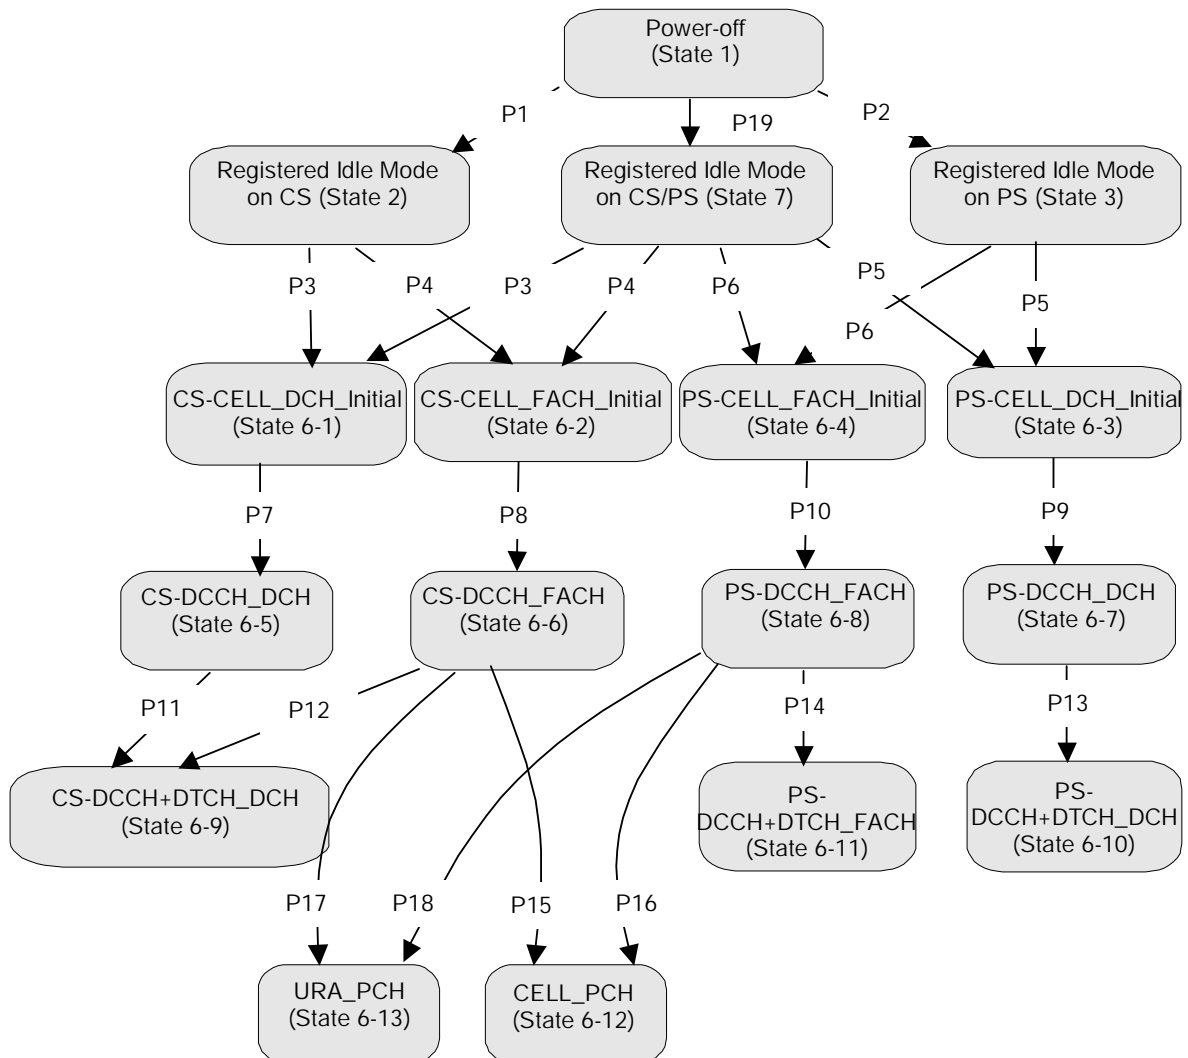 Power-off
(State 1)
P1
P19
P2
Registered Idle Mode
on CS (State 2)
Registered Idle Mode
on CS/PS (State 7)
Registered Idle Mode
on PS (State 3)
P3
P4
P3
P4
P6
P5
P6
P5
CS-CELL_DCH_Initial
(State 6-1)
CS-CELL_FACH_Initial
(State 6-2)
PS-CELL_FACH_Initial
(State 6-4)
PS-CELL_DCH_Initial
(State 6-3)
P7
P8
P10
P9
CS-DCCH_DCH
(State 6-5)
CS-DCCH_FACH
(State 6-6)
PS-DCCH_FACH
(State 6-8)
PS-DCCH_DCH
(State 6-7)
P11
P12
P14
P13
CS-DCCH+DTCH_DCH
(State 6-9)
PS-
DCCH+DTCH_FACH
(State 6-11)
PS-
DCCH+DTCH_DCH
(State 6-10)
P17
P18
P15
P16
URA_PCH
(State 6-13)
CELL_PCH
(State 6-12)